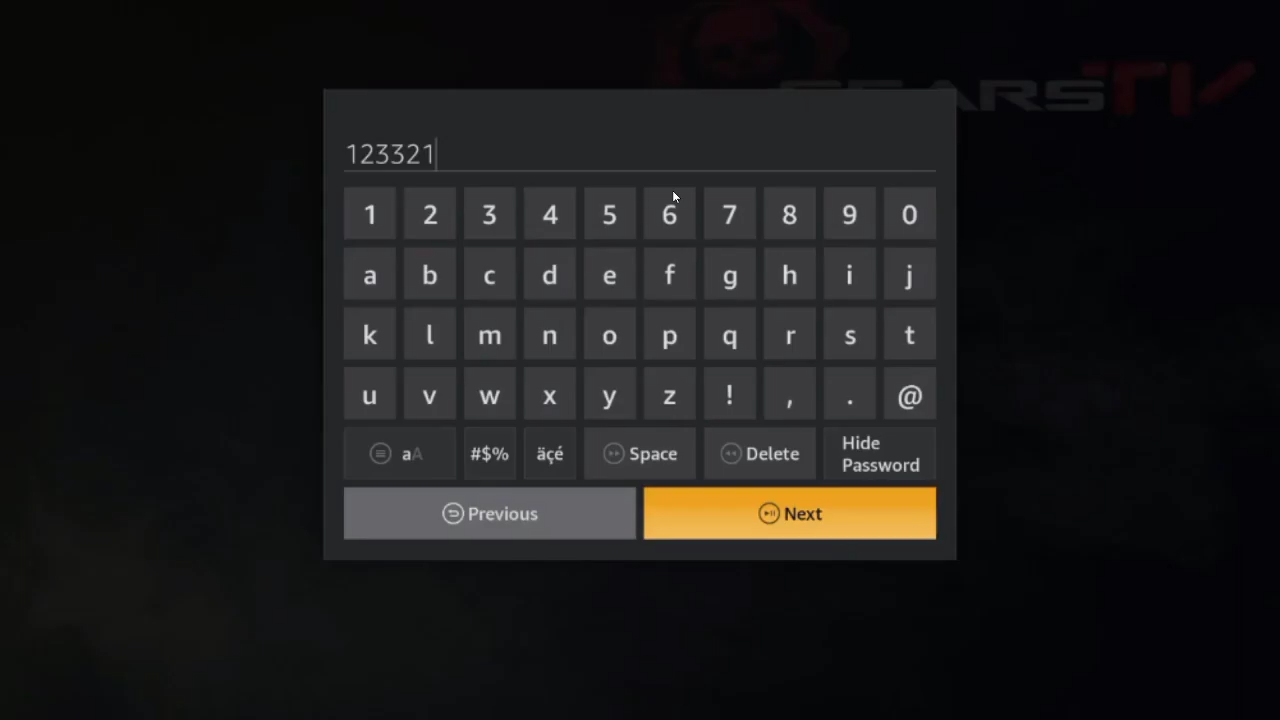 EARSTV
123321
1 2 3 4 5 6 7 8 9 0
a b c d e f g h i j
k l m n o p q r s t
u v w x y z ! , . @
aA #$% äçé Space Delete Hide Password
Previous Next